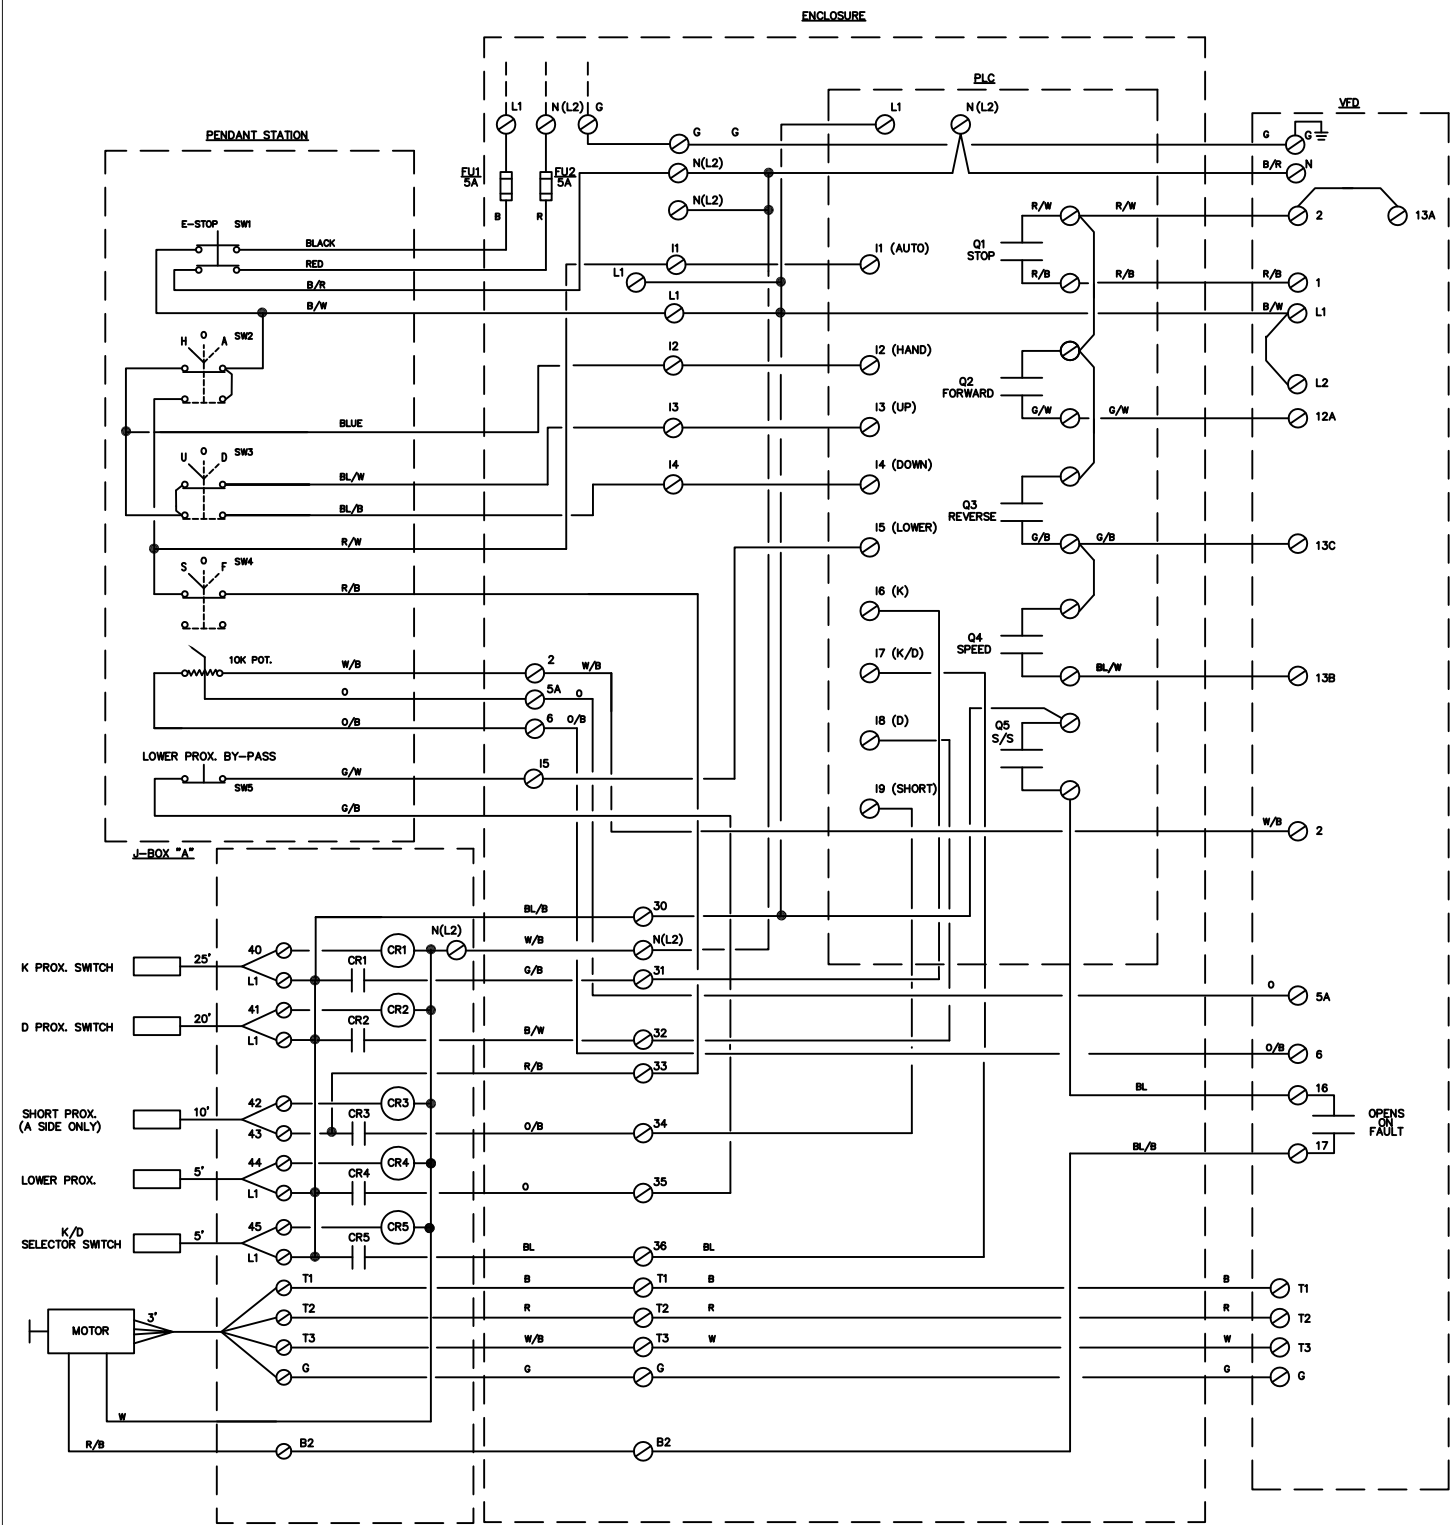 ENCLOSURE
PLC
VFD
PENDANT STATION
L1
N(L2)
G
L1
N(L2)
FU1
5A
FU2
5A
B
R
G
G
N(L2)
N(L2)
G
G
B/R
N
E-STOP SW1
BLACK
RED
B/R
B/W
I1
L1
L1
I1 (AUTO)
Q1
STOP
R/W
R/W
2
13A
R/B
R/B
R/B
1
B/W
L1
L2
H O A SW2
BLUE
I2
I2 (HAND)
Q2
FORWARD
G/W
G/W
12A
I3
I3 (UP)
U O D SW3
BL/W
BL/B
I4
I4 (DOWN)
Q3
REVERSE
G/B
G/B
13C
R/W
I5 (LOWER)
S O F SW4
R/B
I6 (K)
Q4
SPEED
BL/W
13B
10K POT.
W/B
2
W/B
I7 (K/D)
O
5A
O
O/B
6
O/B
I8 (D)
Q5
S/S
LOWER PROX. BY-PASS
SW5
G/W
I5
G/B
I9 (SHORT)
W/B
2
J-BOX "A"
BL/B
30
N(L2)
W/B
N(L2)
K PROX. SWITCH
25'
40
L1
CR1
CR1
G/B
31
O
5A
D PROX. SWITCH
20'
41
L1
CR2
CR2
B/W
32
O/B
6
R/B
33
BL
16
SHORT PROX.
(A SIDE ONLY)
10'
42
43
CR3
CR3
O/B
34
OPENS
ON
FAULT
BL/B
17
LOWER PROX.
5'
44
L1
CR4
CR4
O
35
K/D
SELECTOR SWITCH
5'
45
L1
CR5
CR5
BL
36
BL
T1
B
T1
B
B
T1
MOTOR
3'
T2
R
T2
R
R
T2
T3
W/B
T3
W
W
T3
G
G
G
G
G
W
R/B
B2
B2